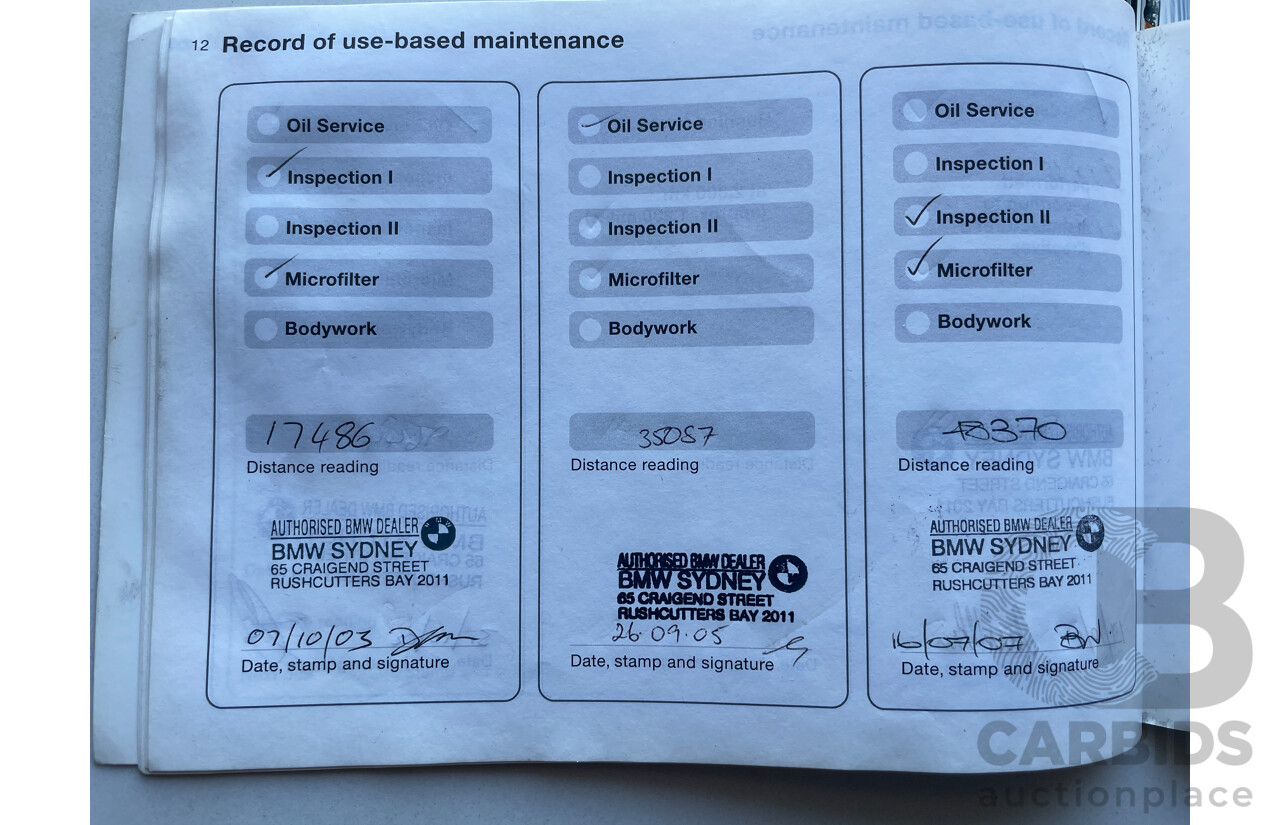 12 Record of use-based maintenance
Oil Service
Inspection I
Inspection II
Microfilter
Bodywork
17486
Distance reading
AUTHORISED BMW DEALER
BMW SYDNEY
65 CRAIGEND STREET
RUSHCUTTERS BAY 2011
07/10/03
Date, stamp and signature
Oil Service
Inspection I
Inspection II
Microfilter
Bodywork
35087
Distance reading
AUTHORISED BMW DEALER
BMW SYDNEY
65 CRAIGEND STREET
RUSHCUTTERS BAY 2011
26.09.05
Date, stamp and signature
Oil Service
Inspection I
Inspection II
Microfilter
Bodywork
48370
Distance reading
AUTHORISED BMW DEALER
BMW SYDNEY
65 CRAIGEND STREET
RUSHCUTTERS BAY 2011
16/07/07
Date, stamp and signature
CARBIDS
auctionplace